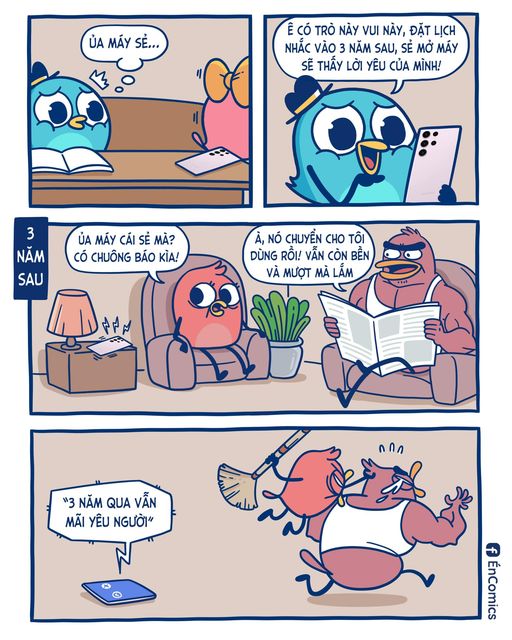 ỦA MÁY SẺ...
Ê CÓ TRÒ NÀY VUI NÀY, ĐẶT LỊCH
NHẮC VÀO 3 NĂM SAU, SẺ MỞ MÁY
SẼ THẤY LỜI YÊU CỦA MÌNH!
3
NĂM
SAU
ỦA MÁY CÁI SẺ MÀ?
CÓ CHUÔNG BÁO KÌA!
À, NÓ CHUYỂN CHO TÔI
DÙNG RỒI! VẪN CÒN BỀN
VÀ MƯỢT MÀ LẮM
"3 NĂM QUA VẪN
MÃI YÊU NGƯỜI"
ÉnComics